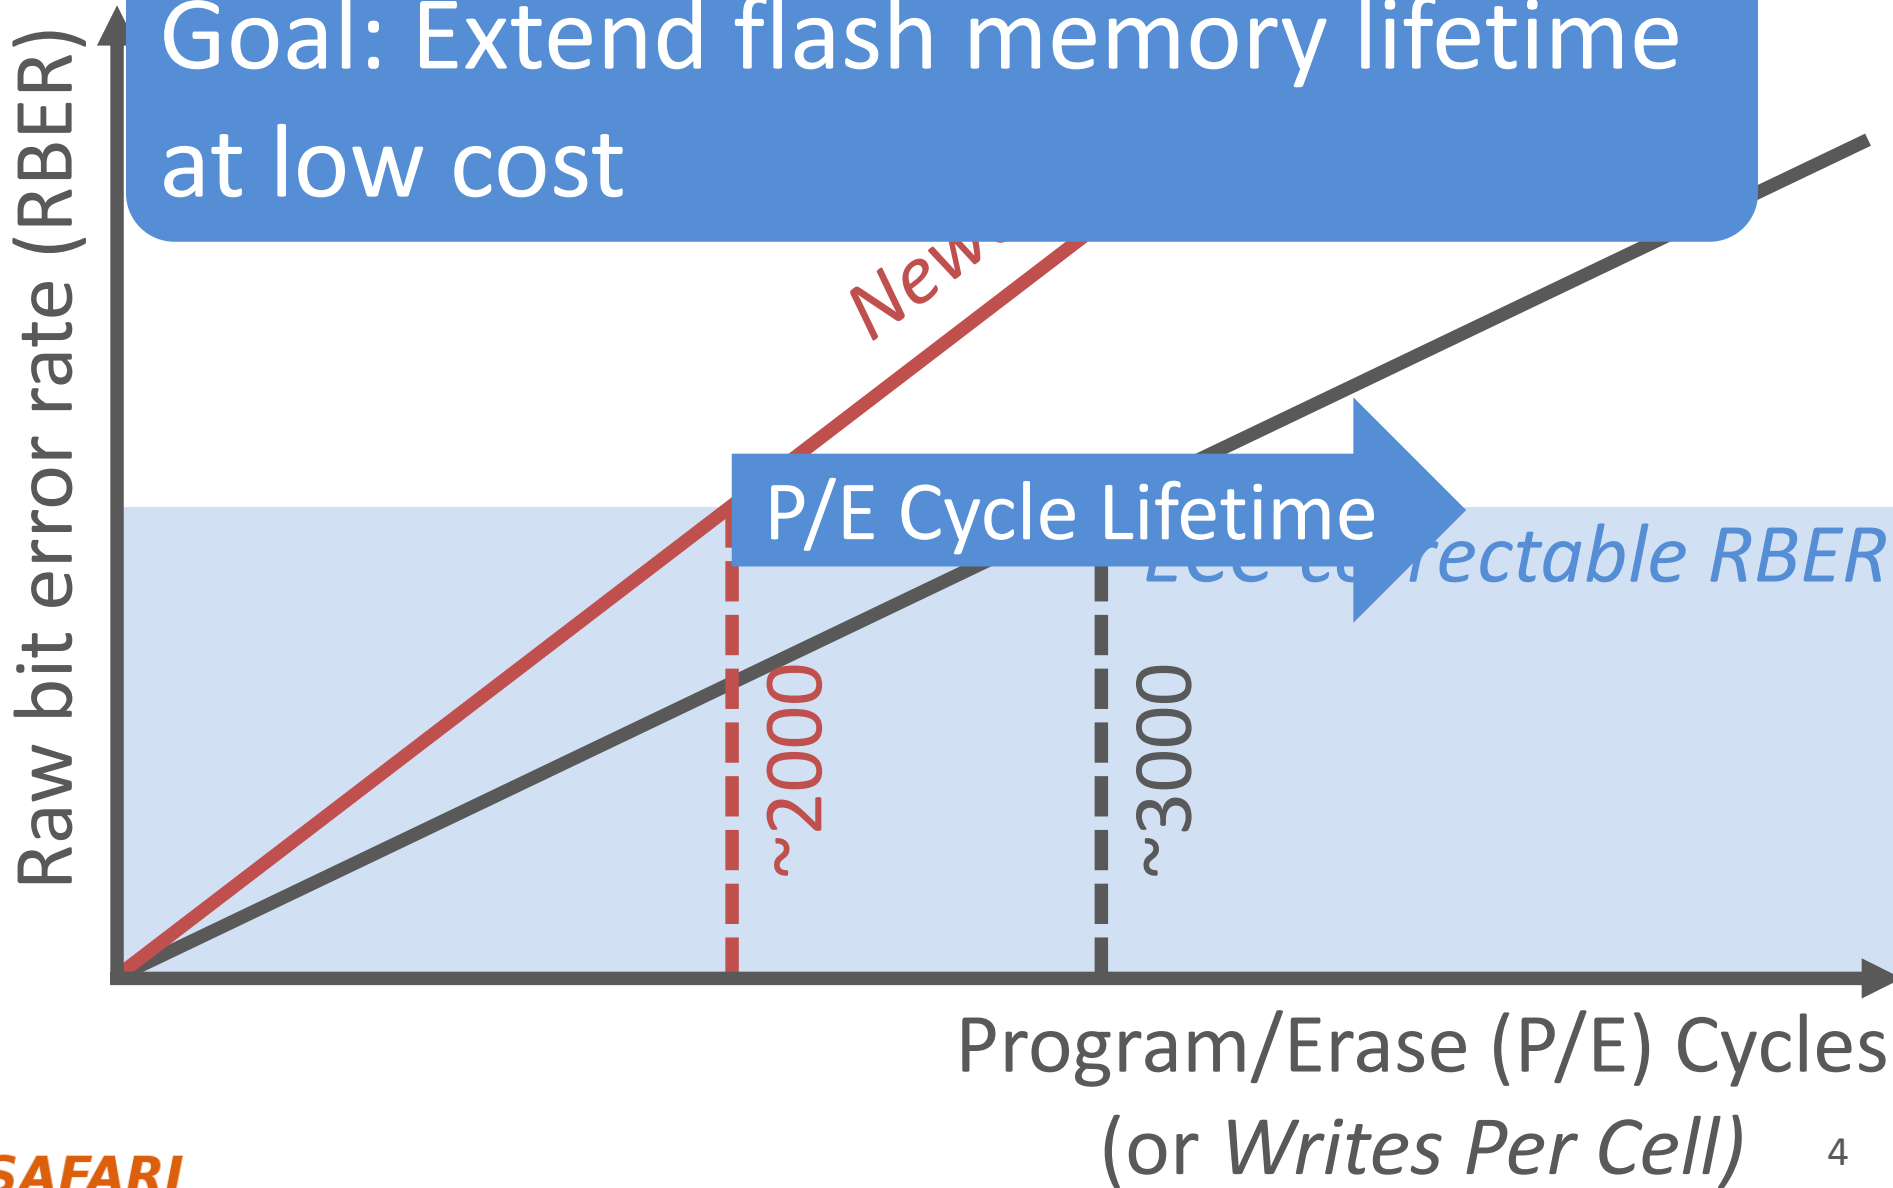 Goal: Extend flash memory lifetime
at low cost
Raw bit error rate (RBER)
New
P/E Cycle Lifetime
RBER
~2000
~3000
Program/Erase (P/E) Cycles
(or Writes Per Cell)
SAFARI
4